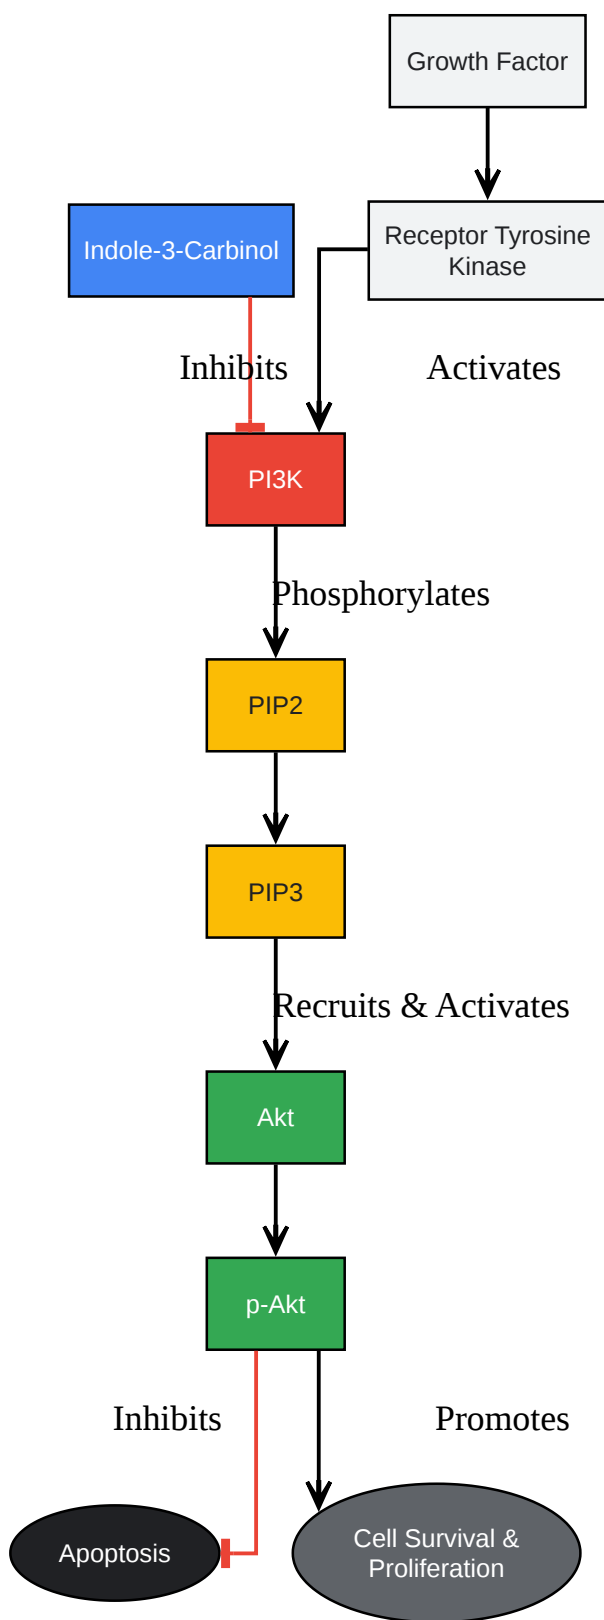 Growth Factor
Indole-3-Carbinol
Receptor Tyrosine
Kinase
Inhibits
Activates
PI3K
Phosphorylates
PIP2
PIP3
Recruits & Activates
Akt
p-Akt
Inhibits
Promotes
Apoptosis
Cell Survival &
Proliferation